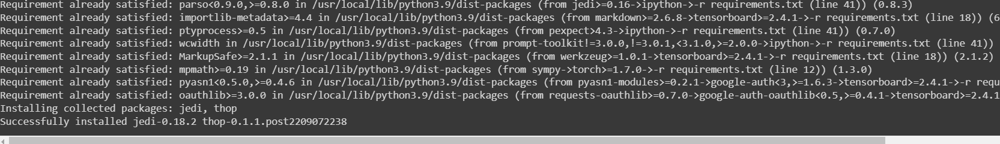 Requirement already satisfied: parso<0.9.0,>=0.8.0 in /usr/local/lib/python3.9/dist-packages (from jedi>=0.16->ipython->-r requirements.txt (line 41)) (0.8.3)
Requirement already satisfied: importlib-metadata>=4.4 in /usr/local/lib/python3.9/dist-packages (from markdown>=2.6.8->tensorboard>=2.4.1->-r requirements.txt (line 18)) (6
Requirement already satisfied: ptyprocess>=0.5 in /usr/local/lib/python3.9/dist-packages (from pexpect>4.3->ipython->-r requirements.txt (line 41)) (0.7.0)
Requirement already satisfied: wcwidth in /usr/local/lib/python3.9/dist-packages (from prompt-toolkit!=3.0.0,!=3.0.1,<3.1.0,>=2.0.0->ipython->-r requirements.txt (line 41))
Requirement already satisfied: MarkupSafe>=2.1.1 in /usr/local/lib/python3.9/dist-packages (from werkzeug>=1.0.1->tensorboard>=2.4.1->-r requirements.txt (line 18)) (2.1.2)
Requirement already satisfied: mpmath>=0.19 in /usr/local/lib/python3.9/dist-packages (from sympy->torch>=1.7.0->-r requirements.txt (line 12)) (1.3.0)
Requirement already satisfied: pyasn1<0.5.0,>=0.4.6 in /usr/local/lib/python3.9/dist-packages (from pyasn1-modules>=0.2.1->google-auth<3,>=1.6.3->tensorboard>=2.4.1->-r requ
Requirement already satisfied: oauthlib>=3.0.0 in /usr/local/lib/python3.9/dist-packages (from requests-oauthlib>=0.7.0->google-auth-oauthlib<0.5,>=0.4.1->tensorboard>=2.4.1
Installing collected packages: jedi, thop
Successfully installed jedi-0.18.2 thop-0.1.1.post2209072238